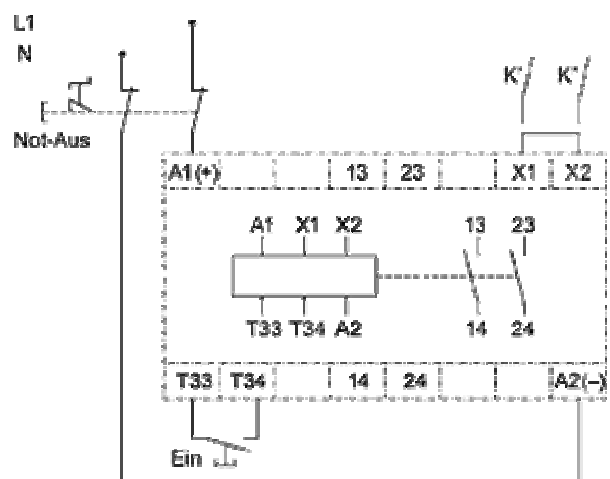 L1
N
K' K"
Not-Aus
A1(+) 13 23 X1 X2
A1 X1 X2 13 23
T33 T34 A2 14 24
T33 T34 14 24 A2(–)
Ein